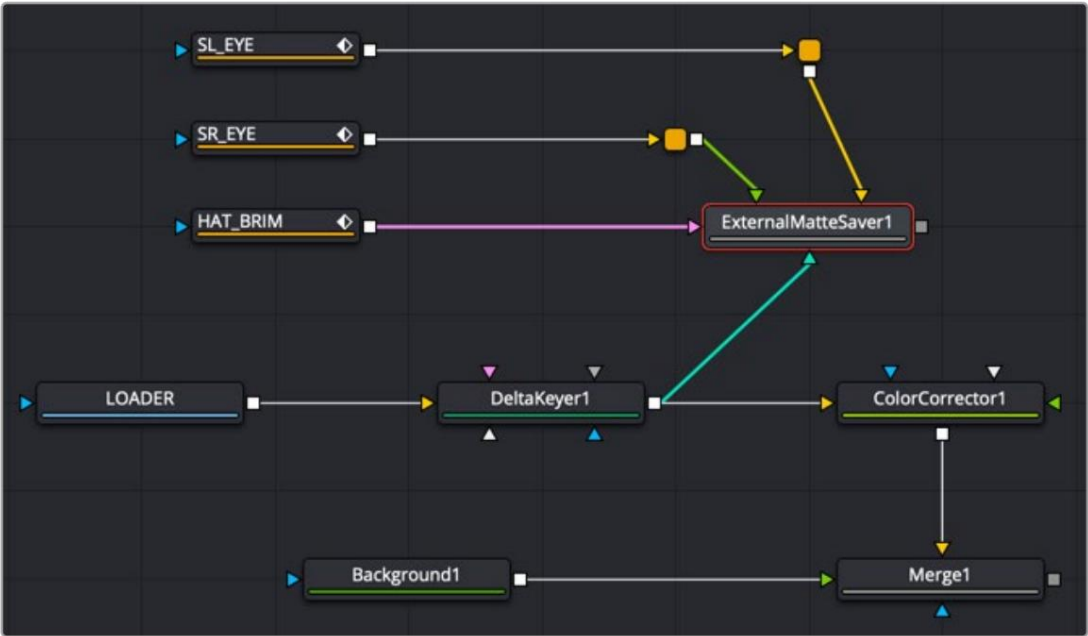 SL_EYE
SR_EYE
HAT_BRIM
ExternalMatteSaver1
LOADER
DeltaKeyer1
ColorCorrector1
Background1
Merge1